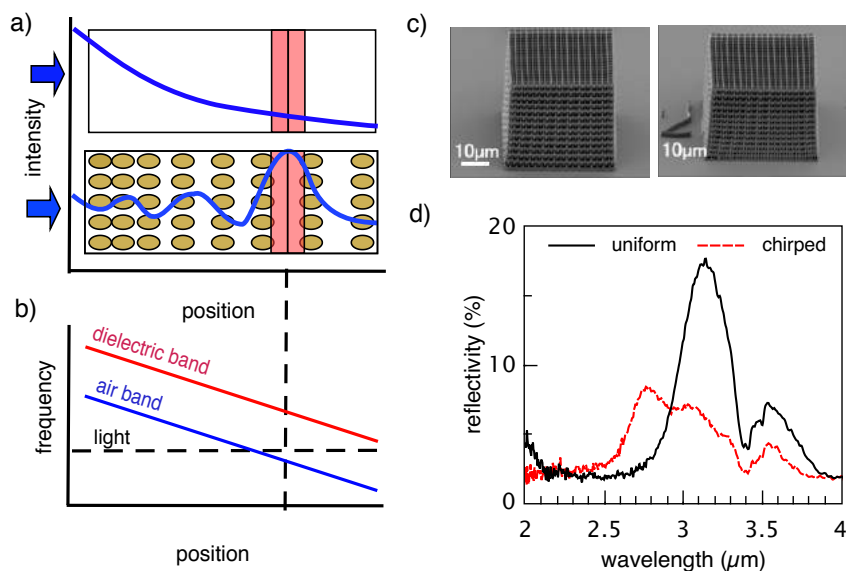 a)
intensity
position
b)
dielectric band
air band
light
frequency
position
c)
10µm
10µm
d)
20
10
0
uniform
chirped
reflectivity (%)
2
2.5
3
3.5
4
wavelength (µm)